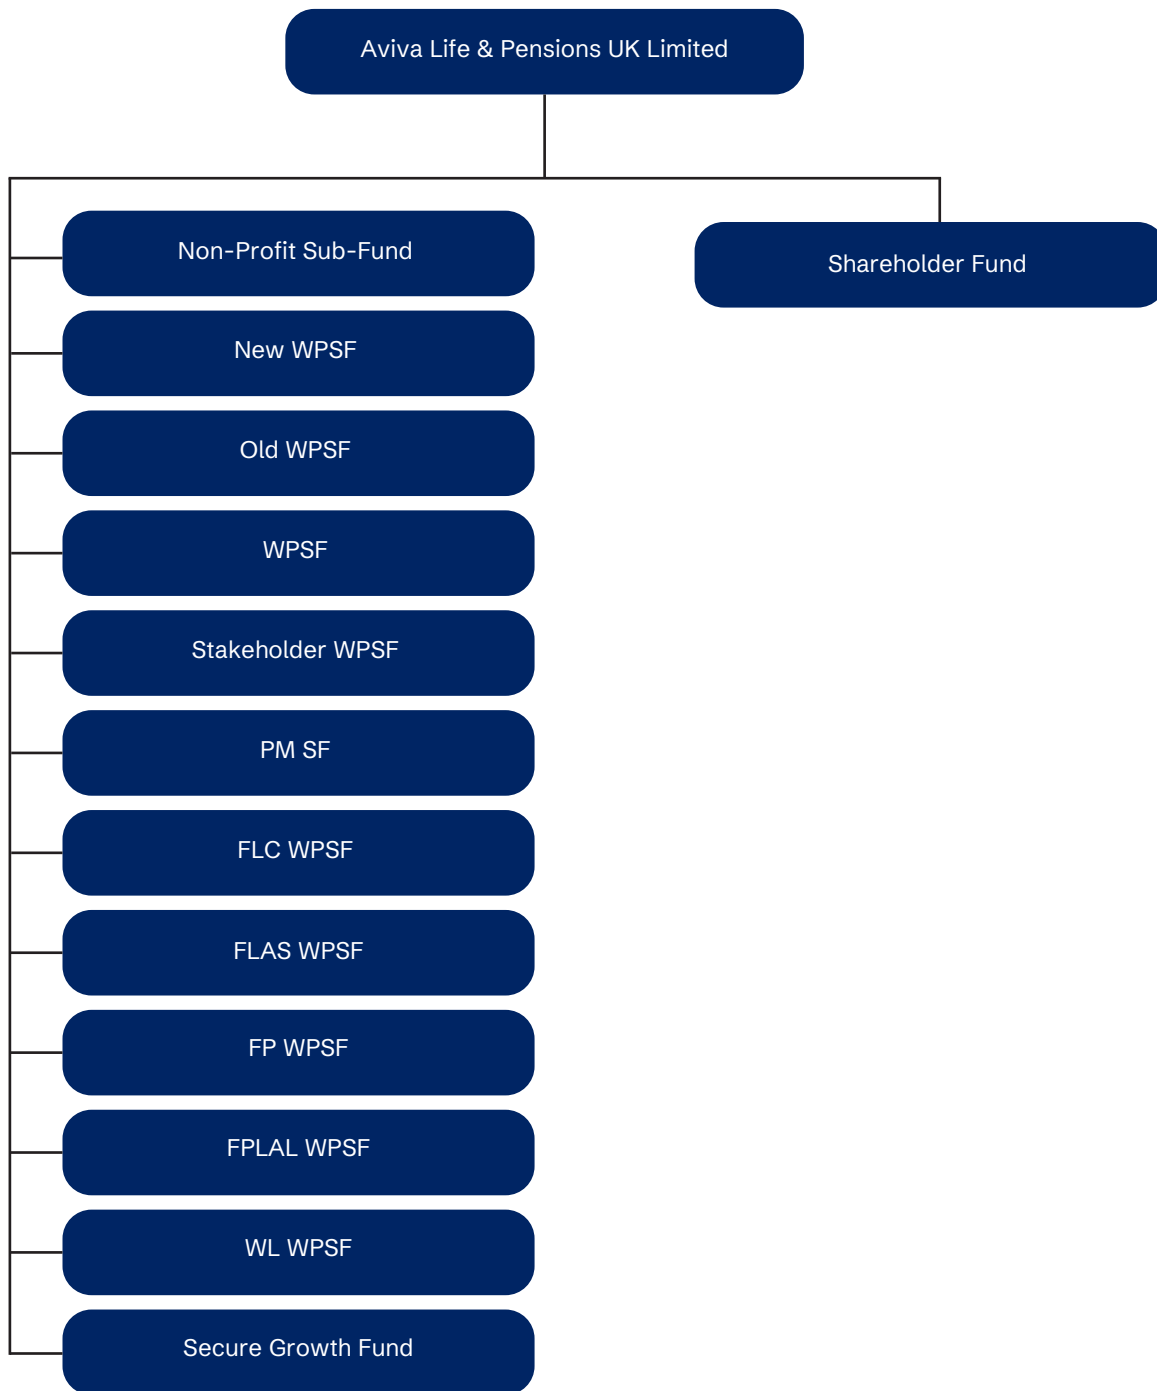 Aviva Life & Pensions UK Limited
Non-Profit Sub-Fund
Shareholder Fund
New WPSF
Old WPSF
WPSF
Stakeholder WPSF
PM SF
FLC WPSF
FLAS WPSF
FP WPSF
FPLAL WPSF
WL WPSF
Secure Growth Fund